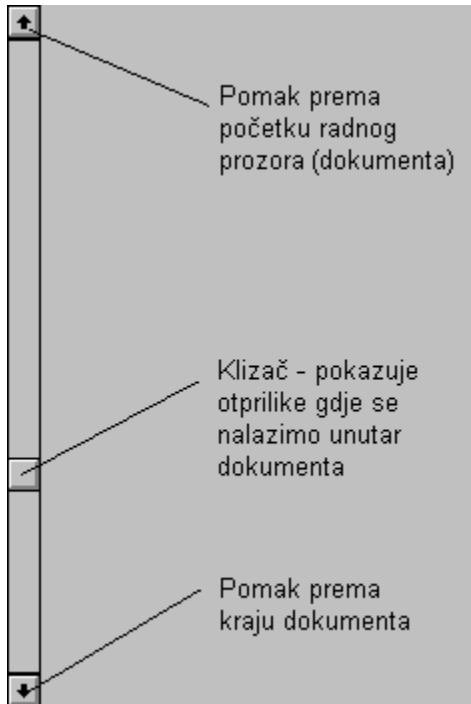 Pomak prema
početku radnog
prozora (dokumenta)
Klizač - pokazuje
otprilike gdje se
nalazimo unutar
dokumenta
Pomak prema
kraju dokumenta